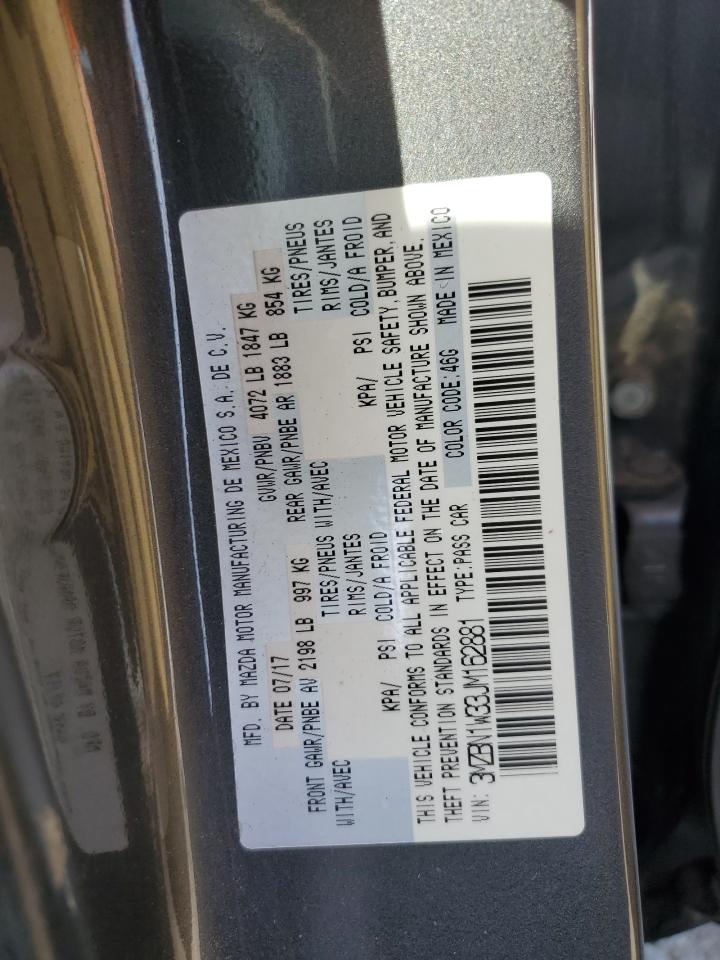 MFD. BY MAZDA MOTOR MANUFACTURING DE MEXICO S.A. DE C.V.
DATE 07/17 GVWR/PNBV 4072 LB 1847 KG
FRONT GAWR/PNBE AV 2198 LB 997 KG REAR GAWR/PNBE AR 1883 LB 854 KG
WITH/AVEC TIRES/PNEUS WITH/AVEC TIRES/PNEUS
RIMS/JANTES RIMS/JANTES
KPA/ PSI COLD/A FROID KPA/ PSI COLD/A FROID
THIS VEHICLE CONFORMS TO ALL APPLICABLE FEDERAL MOTOR VEHICLE SAFETY, BUMPER, AND
THEFT PREVENTION STANDARDS IN EFFECT ON THE DATE OF MANUFACTURE SHOWN ABOVE.
VIN: 3MZBN1W33JM162881 TYPE:PASS CAR COLOR CODE:46G MADE IN MEXICO